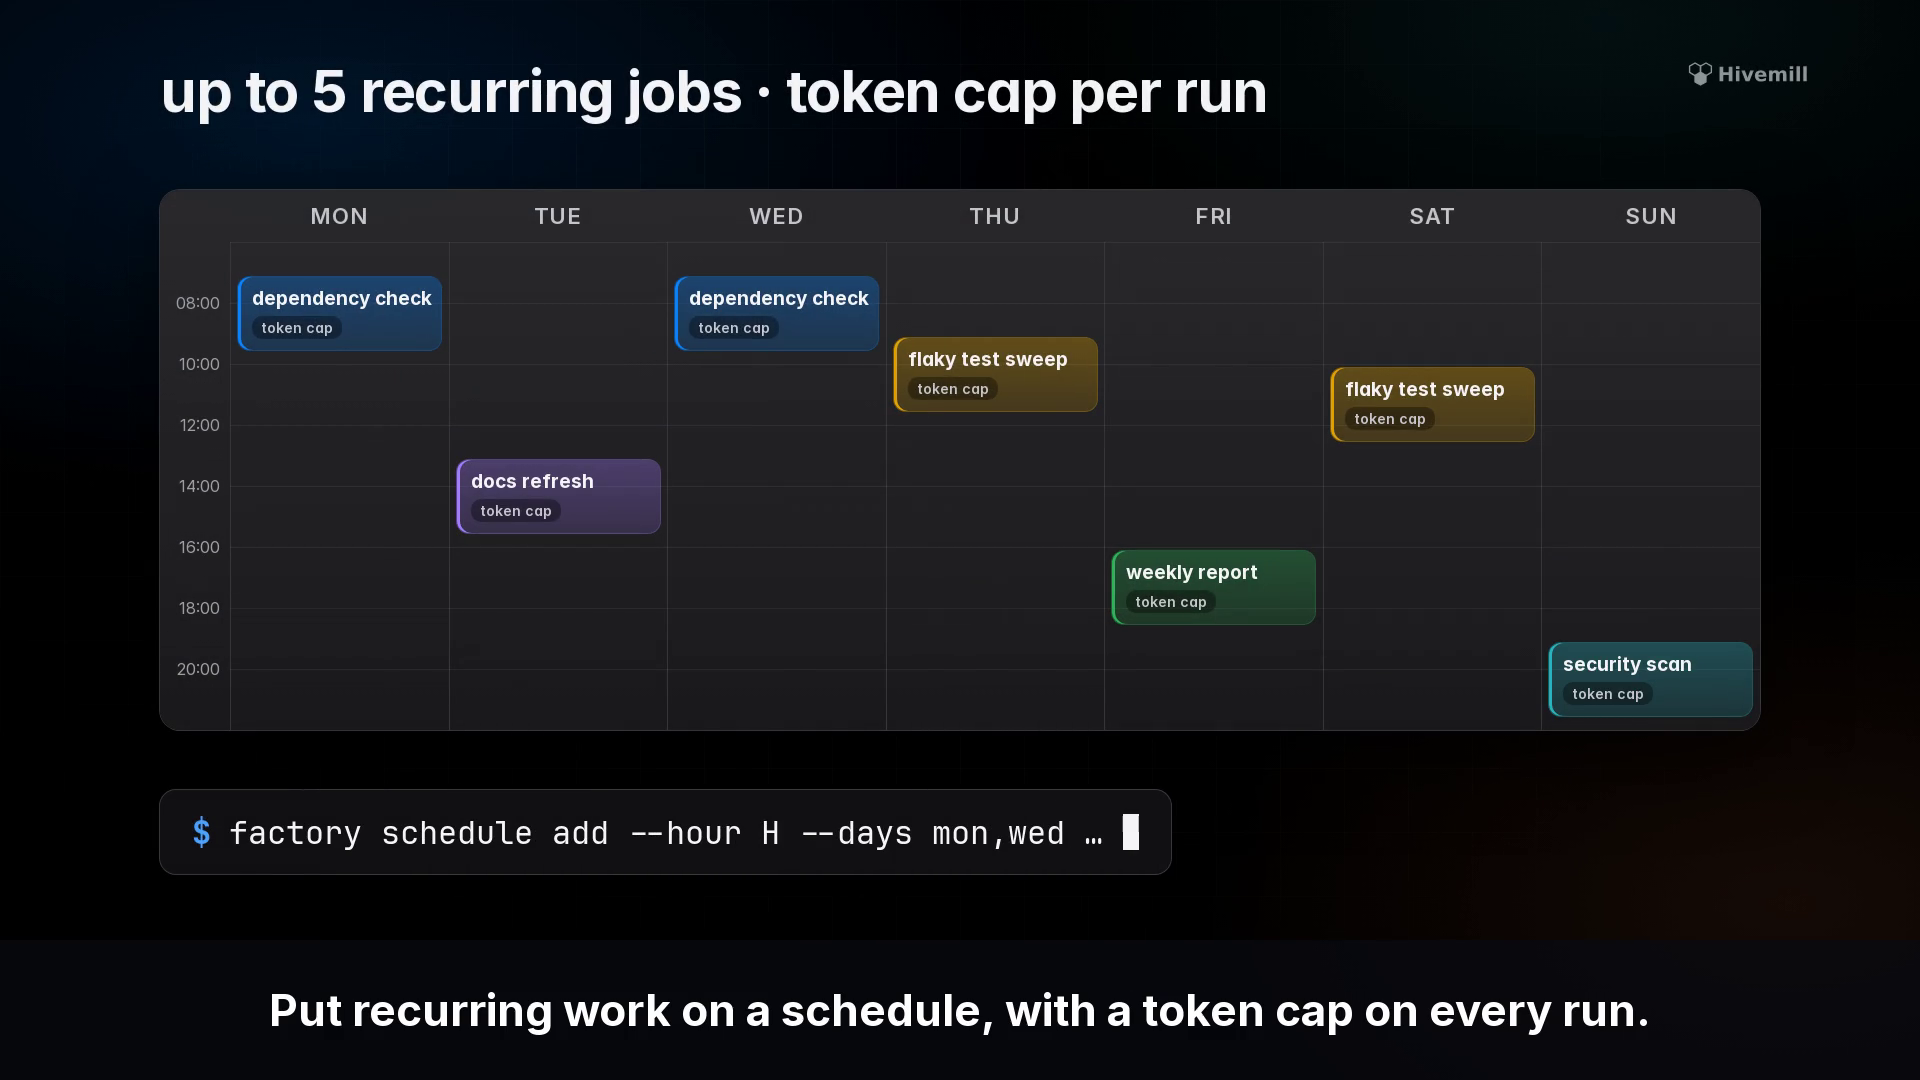 up to 5 recurring jobs · token cap per run
Hivemill
MON TUE WED THU FRI SAT SUN
08:00
10:00
12:00
14:00
16:00
18:00
20:00
dependency check
token cap
docs refresh
token cap
dependency check
token cap
flaky test sweep
token cap
weekly report
token cap
flaky test sweep
token cap
security scan
token cap
$ factory schedule add --hour H --days mon,wed …
Put recurring work on a schedule, with a token cap on every run.